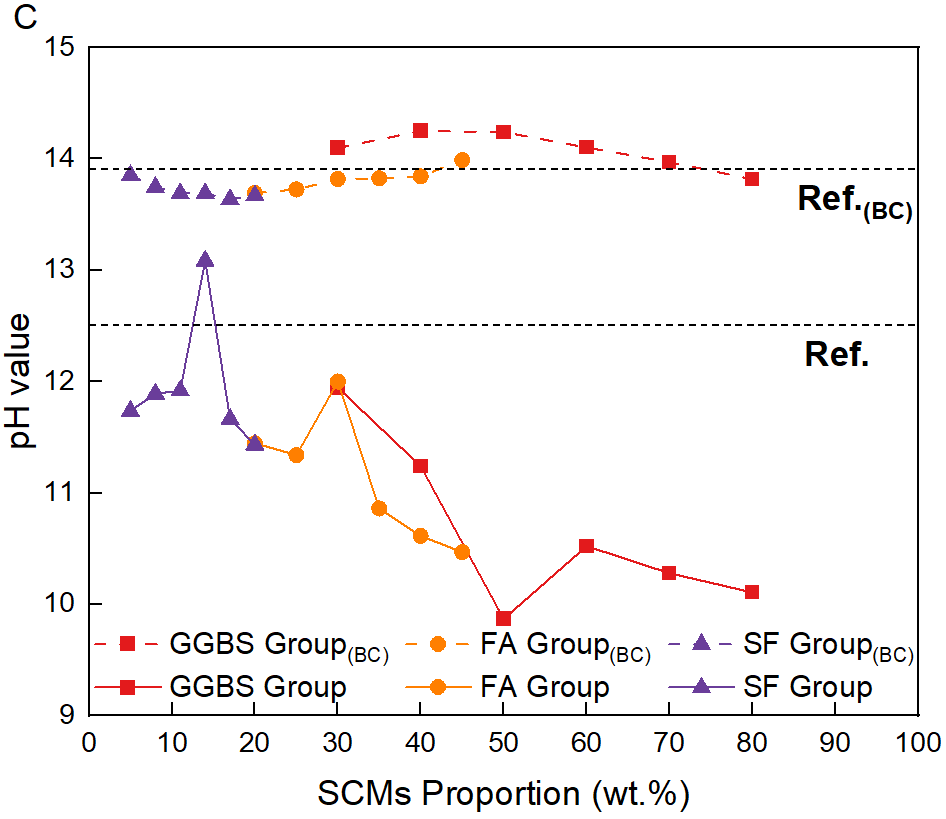 C
15
14
13
12
11
10
9
pH value
Ref.(BC)
Ref.
GGBS Group(BC) FA Group(BC) SF Group(BC)
GGBS Group FA Group SF Group
0 10 20 30 40 50 60 70 80 90 100
SCMs Proportion (wt.%)